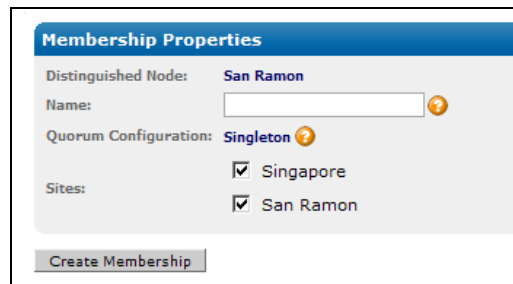 Membership Properties
Distinguished Node: San Ramon
Name:
Quorum Configuration: Singleton
Sites:
Singapore
San Ramon
Create Membership